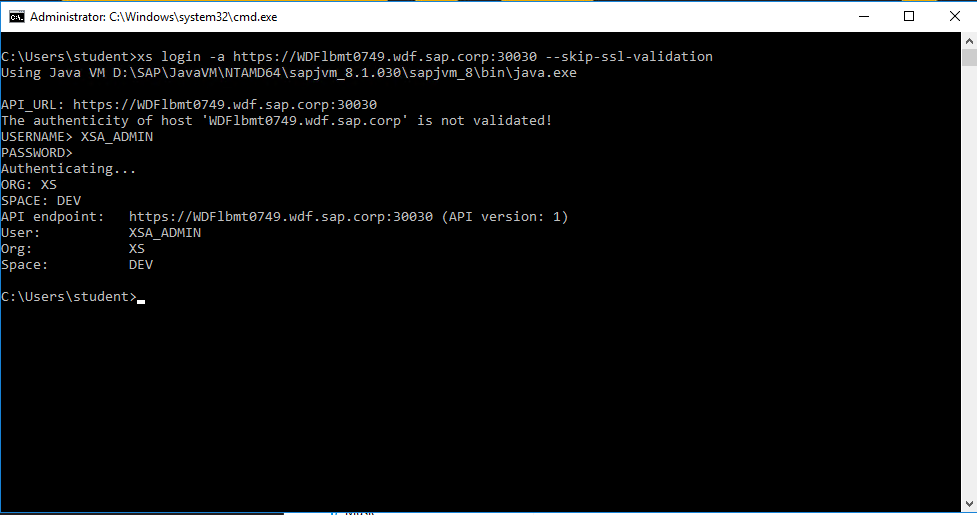 Administrator: C:\Windows\system32\cmd.exe
C:\Users\student>xs login -a https://WDFlbmt0749.wdf.sap.corp:30030 --skip-ssl-validation
Using Java VM D:\SAP\JavaVM\NTAMD64\sapjvm_8.1.030\sapjvm_8\bin\java.exe
API_URL: https://WDFlbmt0749.wdf.sap.corp:30030
The authenticity of host 'WDFlbmt0749.wdf.sap.corp' is not validated!
USERNAME> XSA_ADMIN
PASSWORD>
Authenticating...
ORG: XS
SPACE: DEV
API endpoint:   https://WDFlbmt0749.wdf.sap.corp:30030 (API version: 1)
User:           XSA_ADMIN
Org:            XS
Space:          DEV
C:\Users\student>